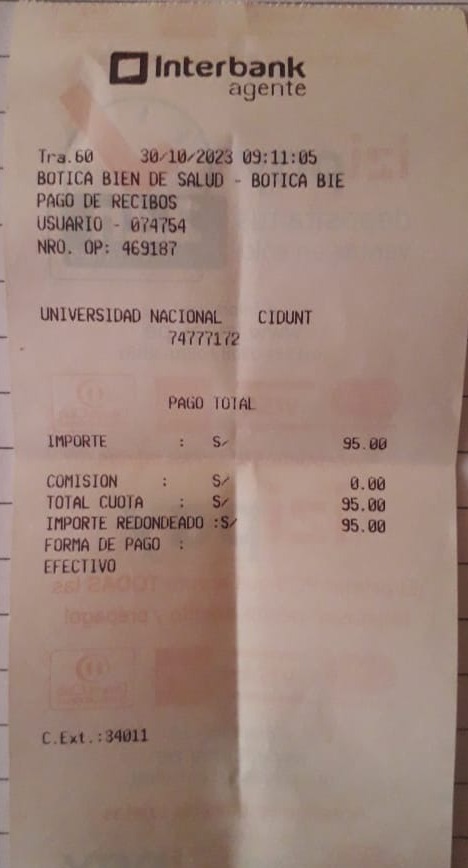 Interbank
agente
Tra.60 30/10/2023 09:11:05
BOTICA BIEN DE SALUD - BOTICA BIE
PAGO DE RECIBOS
USUARIO - 074754
NRO. OP: 469187
UNIVERSIDAD NACIONAL CIDUNT
74777172
PAGO TOTAL
IMPORTE : S/ 95.00
COMISION : S/ 0.00
TOTAL CUOTA : S/ 95.00
IMPORTE REDONDEADO :S/ 95.00
FORMA DE PAGO :
EFECTIVO
C.Ext.:34011